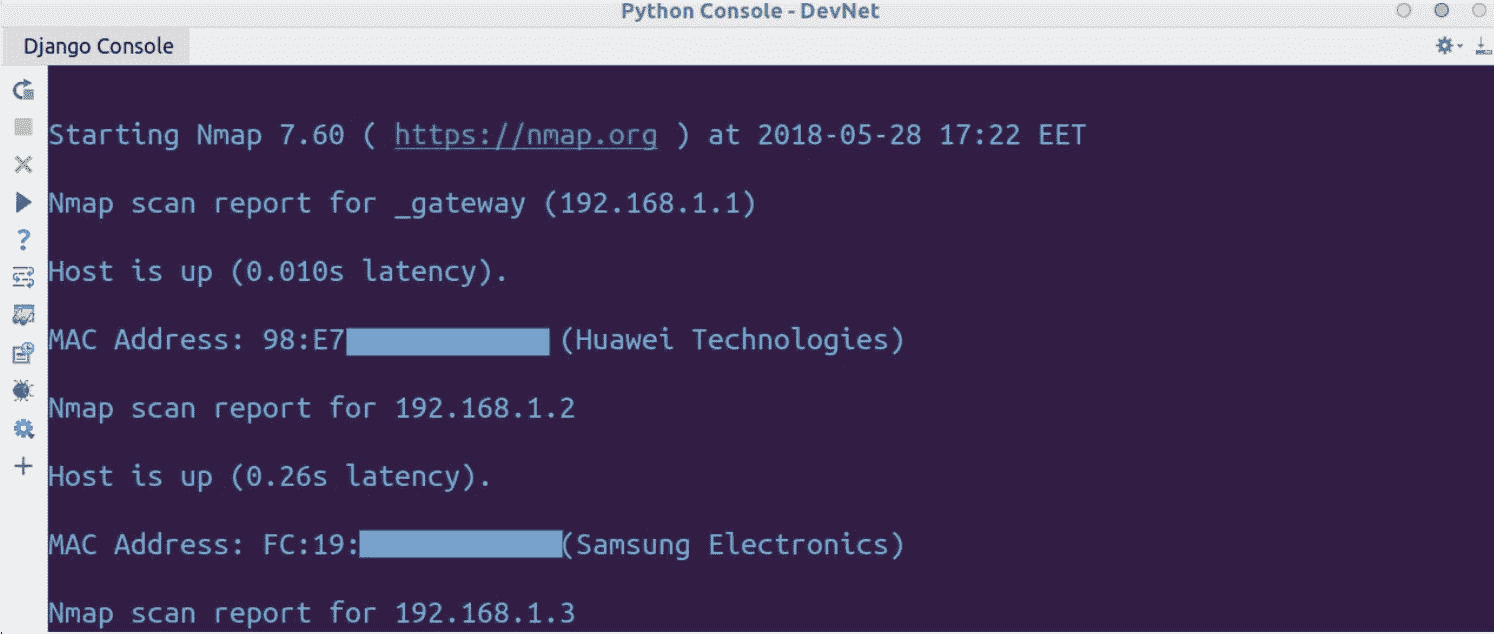 Python Console - DevNet
Django Console
Starting Nmap 7.60 ( https://nmap.org ) at 2018-05-28 17:22 EET
Nmap scan report for _gateway (192.168.1.1)
Host is up (0.010s latency).
MAC Address: 98:E7 (Huawei Technologies)
Nmap scan report for 192.168.1.2
Host is up (0.26s latency).
MAC Address: FC:19: (Samsung Electronics)
Nmap scan report for 192.168.1.3